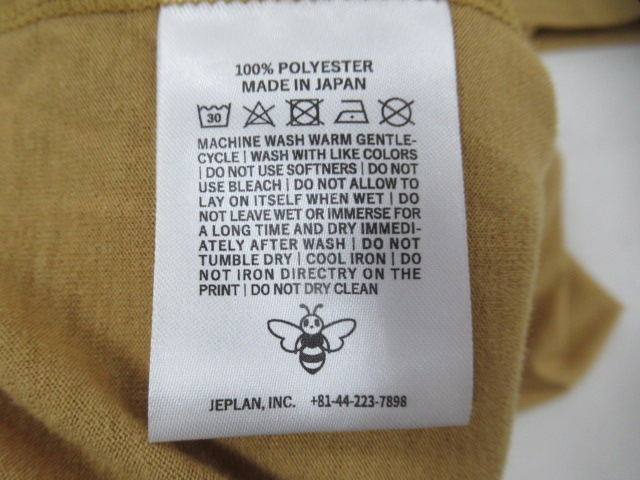 100% POLYESTER
MADE IN JAPAN
30
MACHINE WASH WARM GENTLE-
CYCLE | WASH WITH LIKE COLORS
| DO NOT USE SOFTNERS | DO NOT
USE BLEACH | DO NOT ALLOW TO
LAY ON ITSELF WHEN WET | DO
NOT LEAVE WET OR IMMERSE FOR
A LONG TIME AND DRY IMMEDI-
ATELY AFTER WASH | DO NOT
TUMBLE DRY | COOL IRON | DO
NOT IRON DIRECTRY ON THE
PRINT | DO NOT DRY CLEAN
JEPLAN, INC. +81-44-223-7898